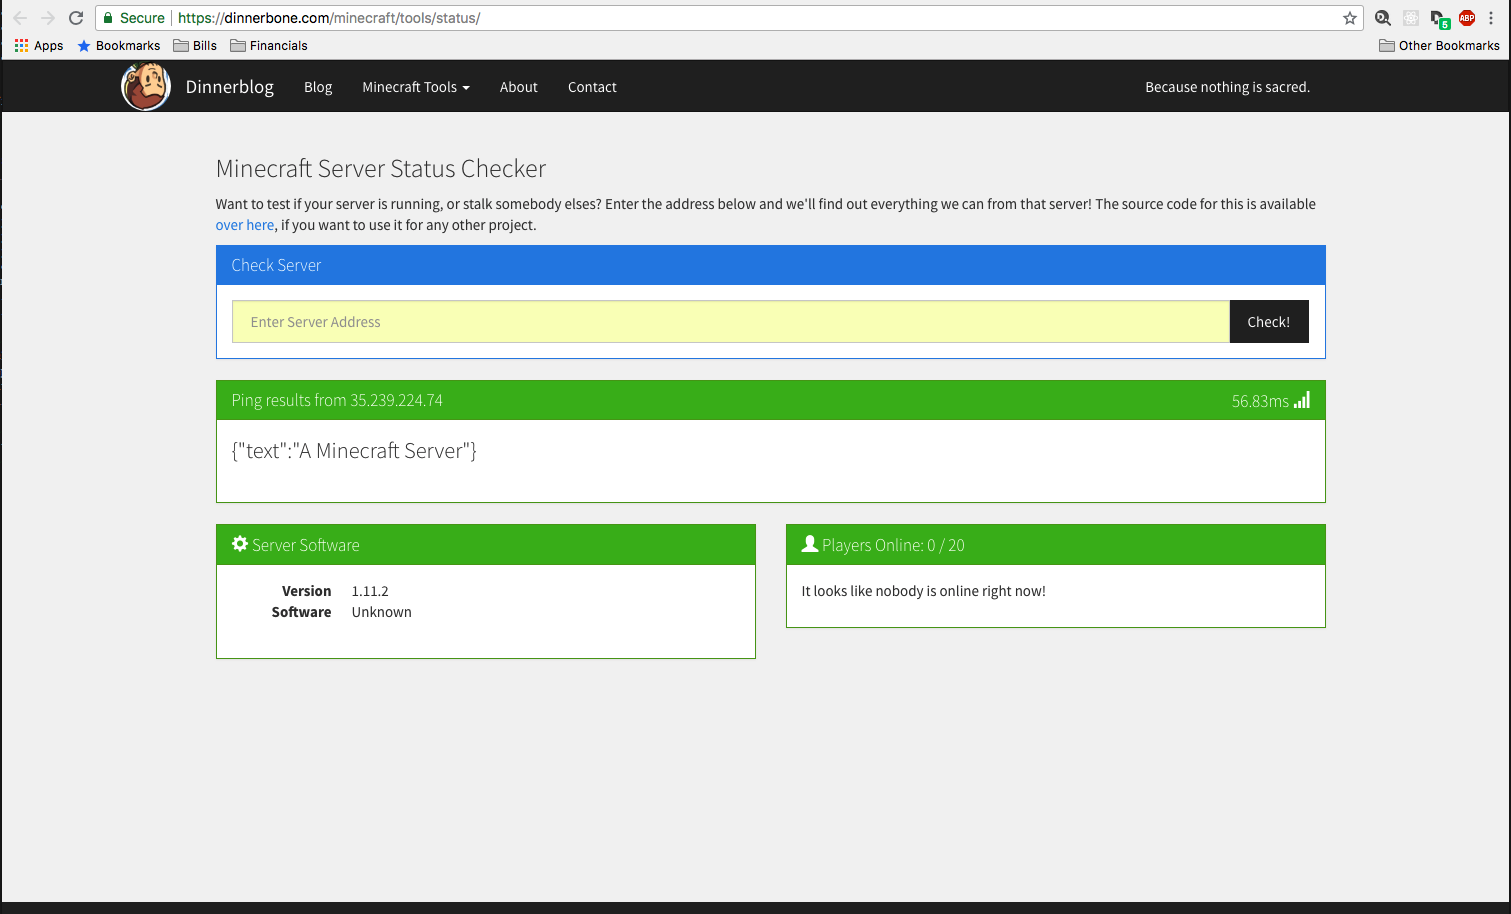 Secure https://dinnerbone.com/minecraft/tools/status/ 5 ABP
Apps Bookmarks Bills Financials Other Bookmarks
Dinnerblog Blog Minecraft Tools About Contact Because nothing is sacred.
Minecraft Server Status Checker
Want to test if your server is running, or stalk somebody elses? Enter the address below and we'll find out everything we can from that server! The source code for this is available
over here, if you want to use it for any other project.
Check Server
Enter Server Address Check!
Ping results from 35.239.224.74 56.83ms
{"text":"A Minecraft Server"}
Server Software
Version 1.11.2
Software Unknown
Players Online: 0 / 20
It looks like nobody is online right now!